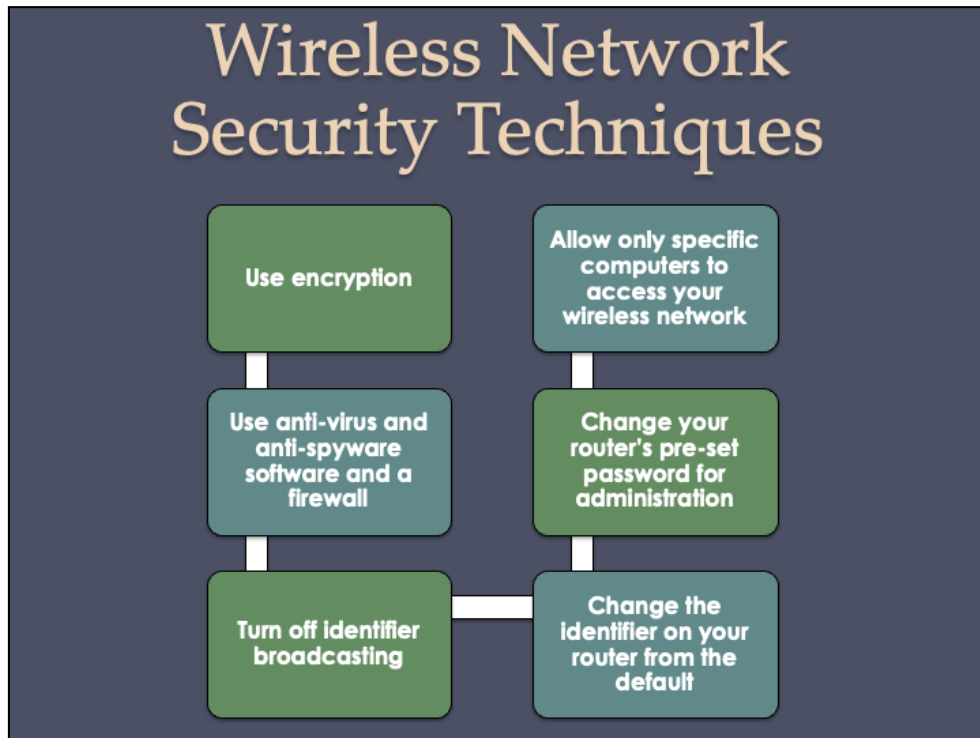 Wireless Network
Security Techniques
Use encryption
Use anti-virus and
anti-spyware
software and a
firewall
Turn off identifier
broadcasting
Change the
identifier on your
router from the
default
Change your
router's pre-set
password for
administration
Allow only specific
computers to
access your
wireless network